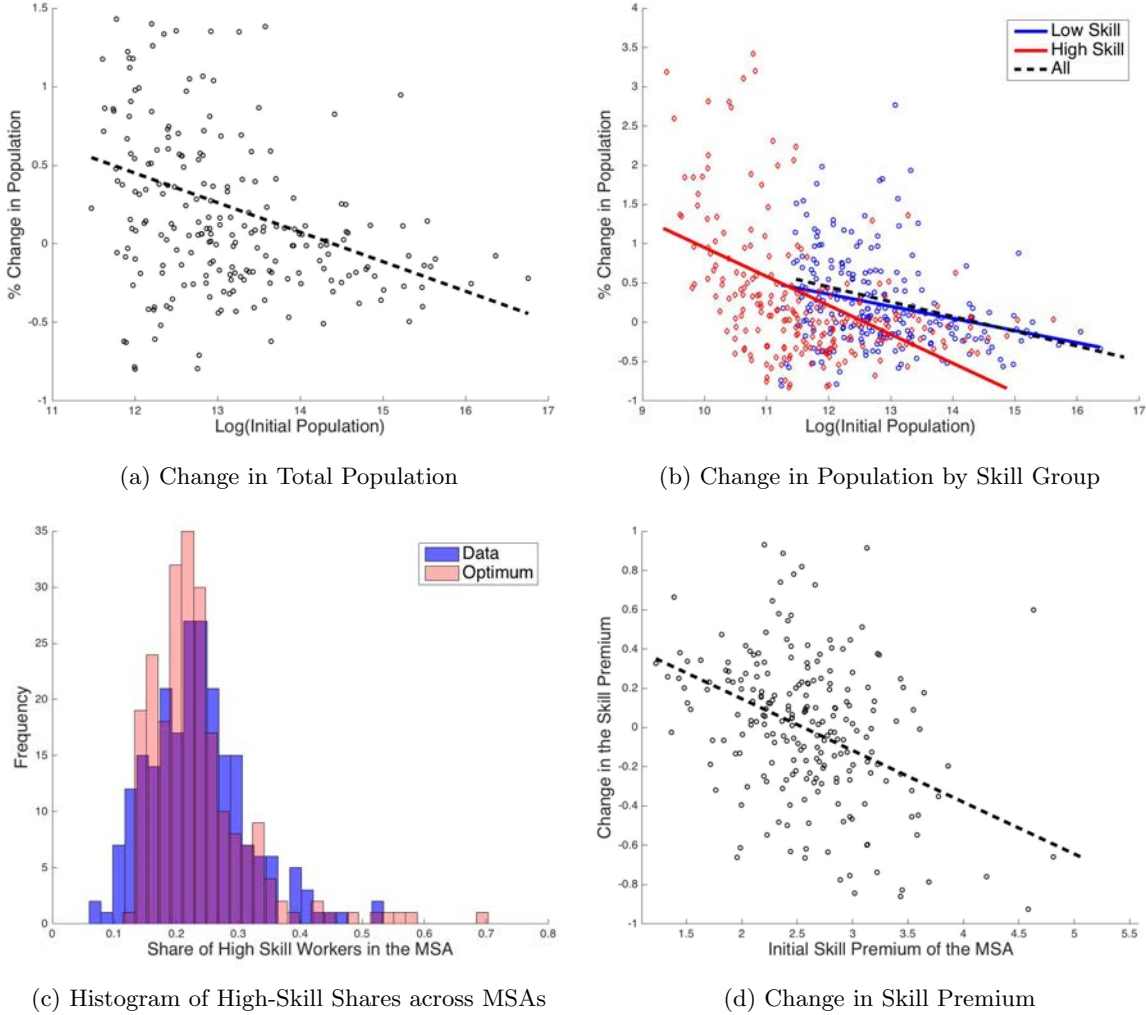 1.5
1
0.5
0
-0.5
-1
% Change in Population
11 12 13 14 15 16 17
Log(Initial Population)
(a) Change in Total Population
4
3.5
3
2.5
2
1.5
1
0.5
0
-0.5
-1
% Change in Population
Low Skill
High Skill
All
9 10 11 12 13 14 15 16 17
Log(Initial Population)
(b) Change in Population by Skill Group
35
30
25
20
15
10
5
0
Frequency
Data
Optimum
0 0.1 0.2 0.3 0.4 0.5 0.6 0.7 0.8
Share of High Skill Workers in the MSA
(c) Histogram of High-Skill Shares across MSAs
1
0.8
0.6
0.4
0.2
0
-0.2
-0.4
-0.6
-0.8
-1
Change in the Skill Premium
1.5 2 2.5 3 3.5 4 4.5 5 5.5
Initial Skill Premium of the MSA
(d) Change in Skill Premium